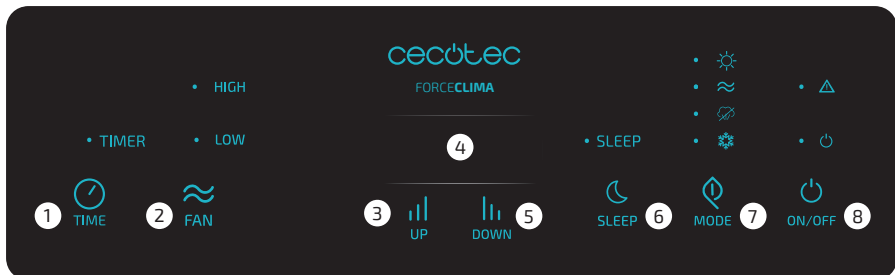 cecotec
FORCECLIMA
• HIGH
• TIMER
• LOW
4
• SLEEP
1
TIME
2
FAN
3
UP
5
DOWN
SLEEP
6
MODE
7
ON/OFF
8